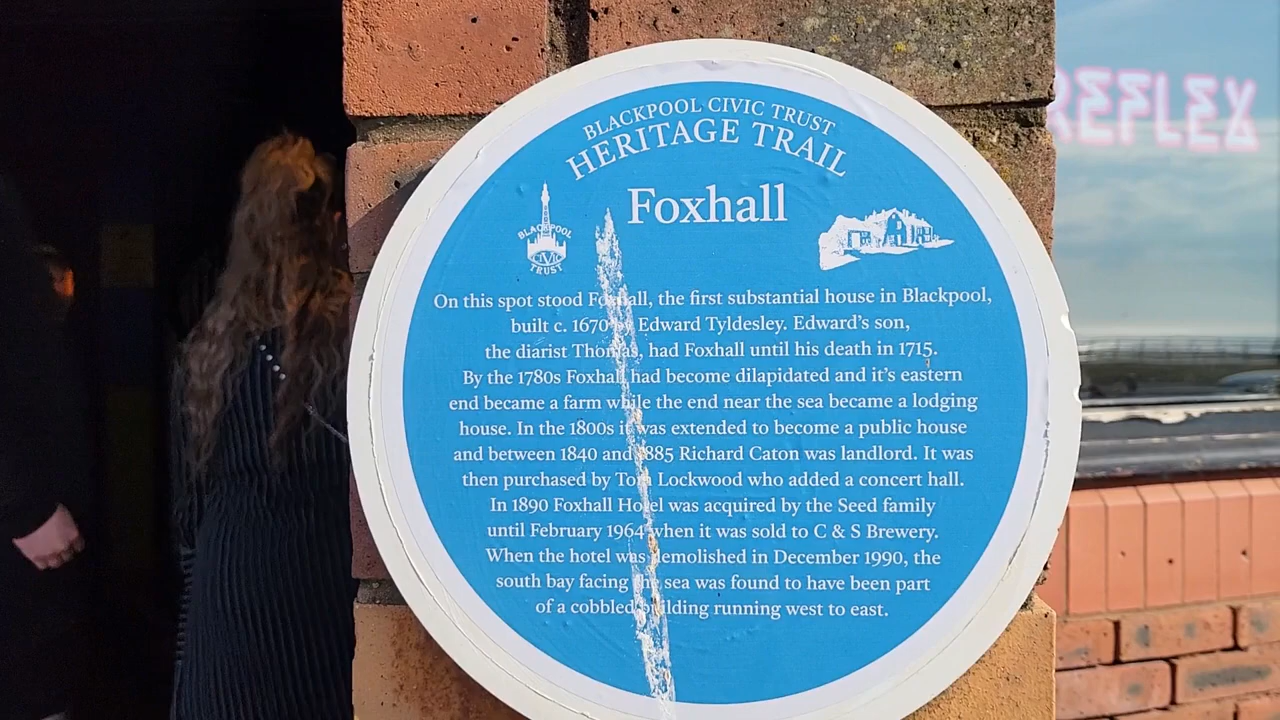 BLACKPOOL CIVIC TRUST
HERITAGE TRAIL
Foxhall
BLACKPOOL
CIVIC
TRUST
On this spot stood Foxhall, the first substantial house in Blackpool,
built c. 1670 by Edward Tyldesley. Edward's son,
the diarist Thomas, had Foxhall until his death in 1715.
By the 1780s Foxhall had become dilapidated and it's eastern
end became a farm while the end near the sea became a lodging
house. In the 1800s it was extended to become a public house
and between 1840 and 1885 Richard Caton was landlord. It was
then purchased by Tom Lockwood who added a concert hall.
In 1890 Foxhall Hotel was acquired by the Seed family
until February 1964 when it was sold to C & S Brewery.
When the hotel was demolished in December 1990, the
south bay facing the sea was found to have been part
of a cobbled building running west to east.
REFLEX